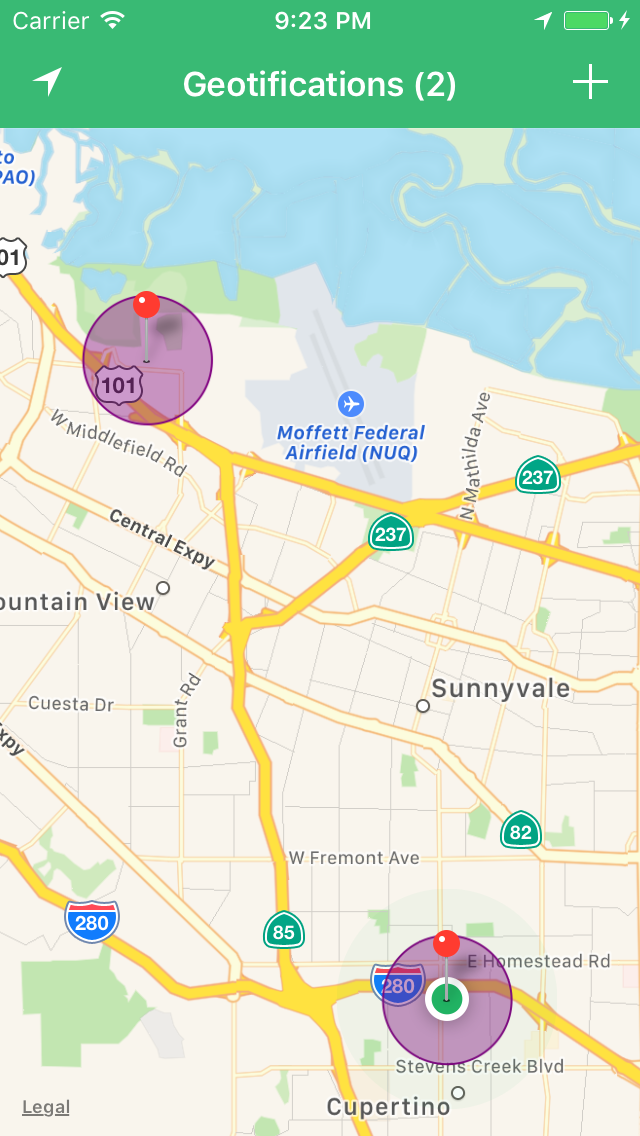 Carrier 9:23 PM
Geotifications (2)
to
PAO)
01
101
Moffett Federal
Airfield (NUQ)
W Middlefield Rd
N Mathilda Ave
237
237
Central Expy
ountain View
Sunnyvale
Cuesta Dr
Grant Rd
Expy
82
W Fremont Ave
280
85
E Homestead Rd
280
Stevens Creek Blvd
Cupertino
Legal